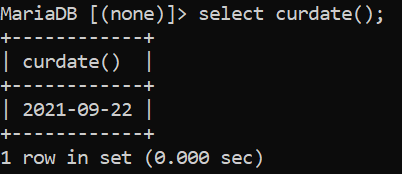 MariaDB [(none)]> select curdate();
+------------+
| curdate()  |
+------------+
| 2021-09-22 |
+------------+
1 row in set (0.000 sec)